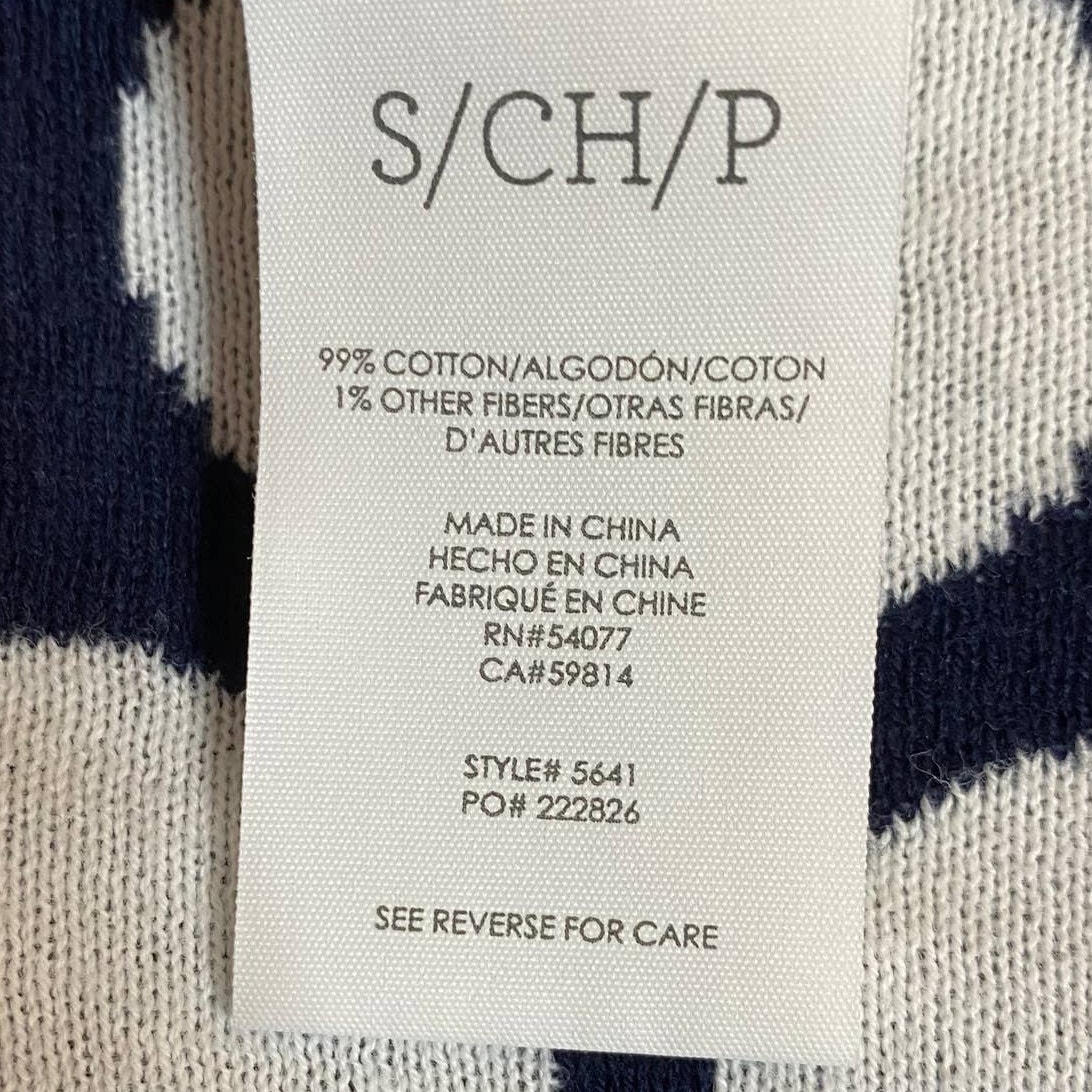 S/CH/P
99% COTTON/ALGODÓN/COTON
1% OTHER FIBERS/OTRAS FIBRAS/
D'AUTRES FIBRES
MADE IN CHINA
HECHO EN CHINA
FABRIQUÉ EN CHINE
RN#54077
CA#59814
STYLE# 5641
PO# 222826
SEE REVERSE FOR CARE